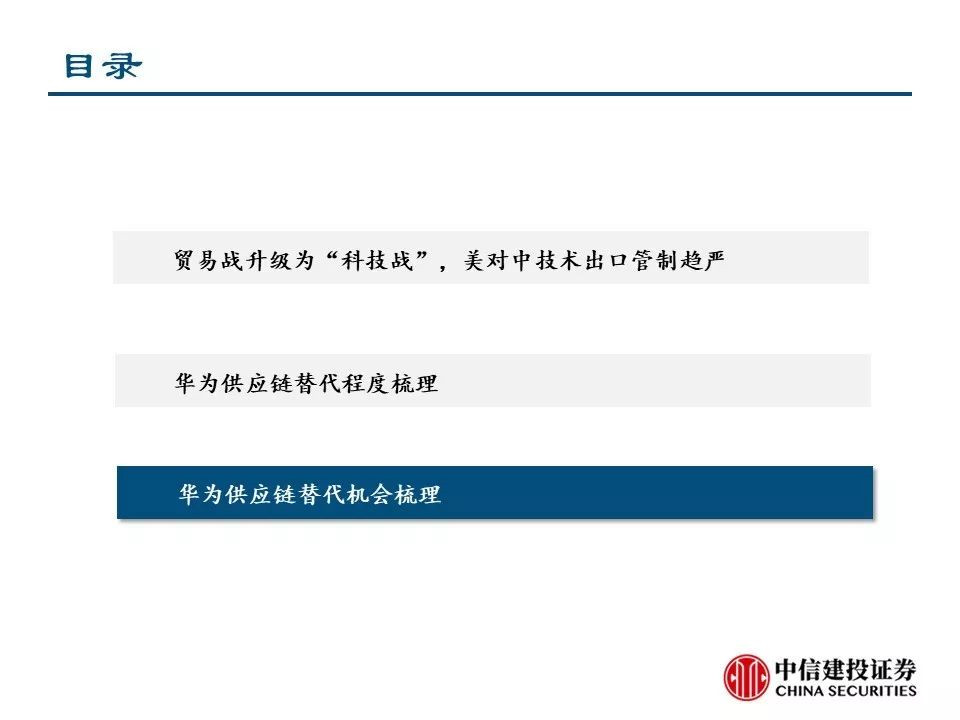 目录
贸易战升级为“科技战”，美对中技术出口管制趋严
华为供应链替代程度梳理
华为供应链替代机会梳理
中信建投证券
CHINA SECURITIES